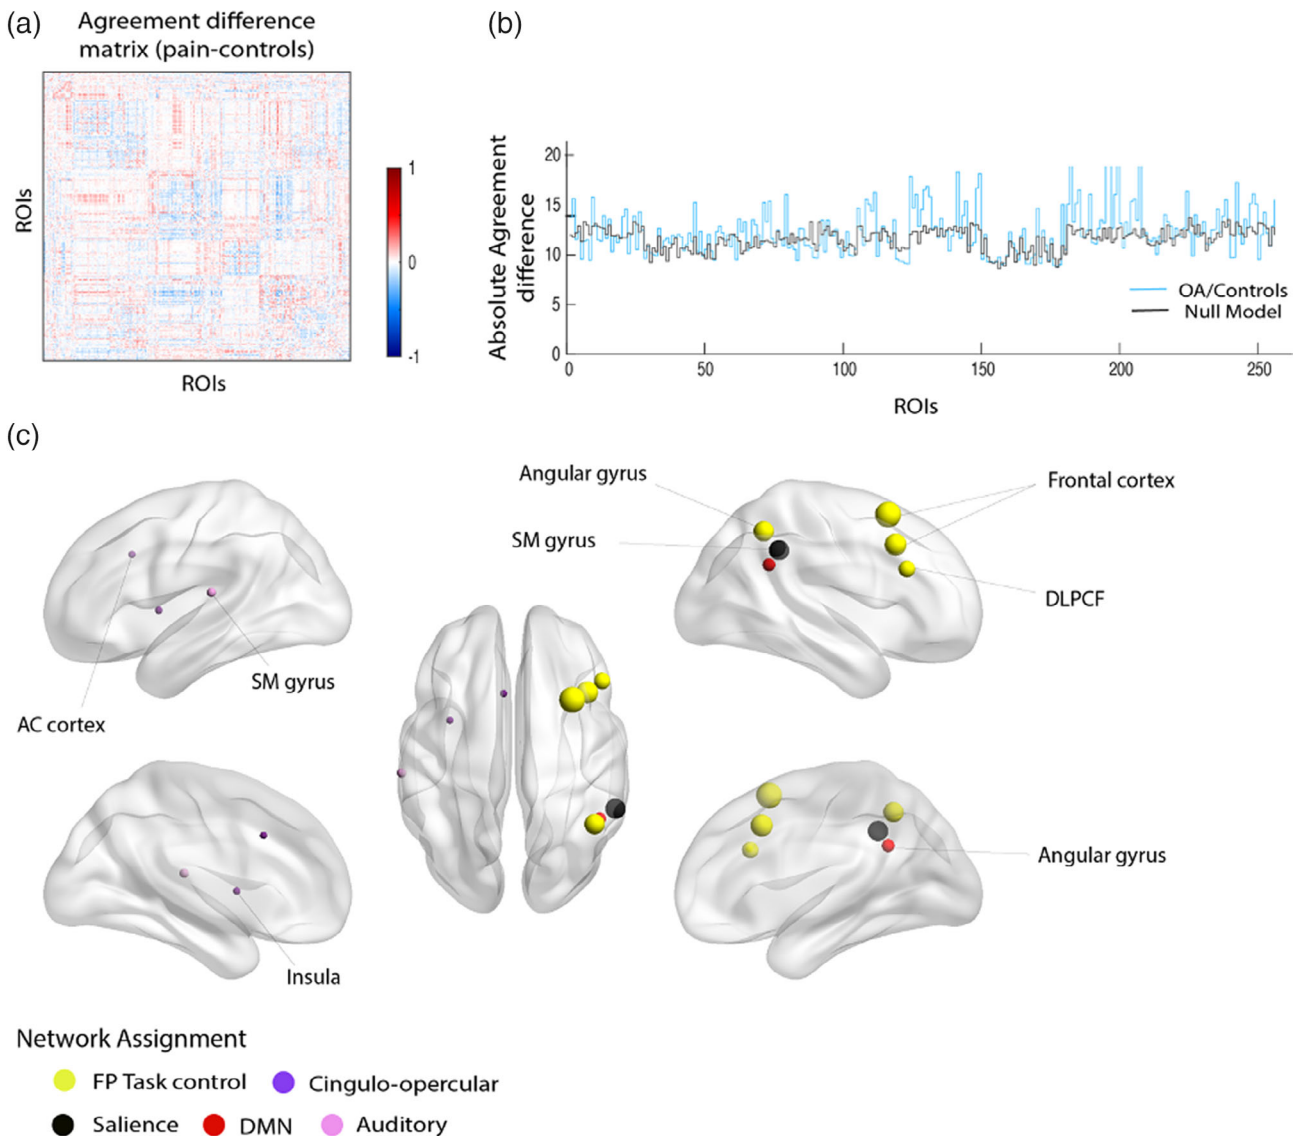 (a)
Agreement difference
matrix (pain-controls)
ROIs
ROIs
1
0
-1
(b)
Absolute Agreement
difference
20
15
10
5
0
0
50
100
150
200
250
ROIs
OA/Controls
Null Model
(c)
AC cortex
SM gyrus
Insula
Angular gyrus
SM gyrus
Frontal cortex
DLPCF
Angular gyrus
Network Assignment
FP Task control
Cingulo-opercular
Salience
DMN
Auditory